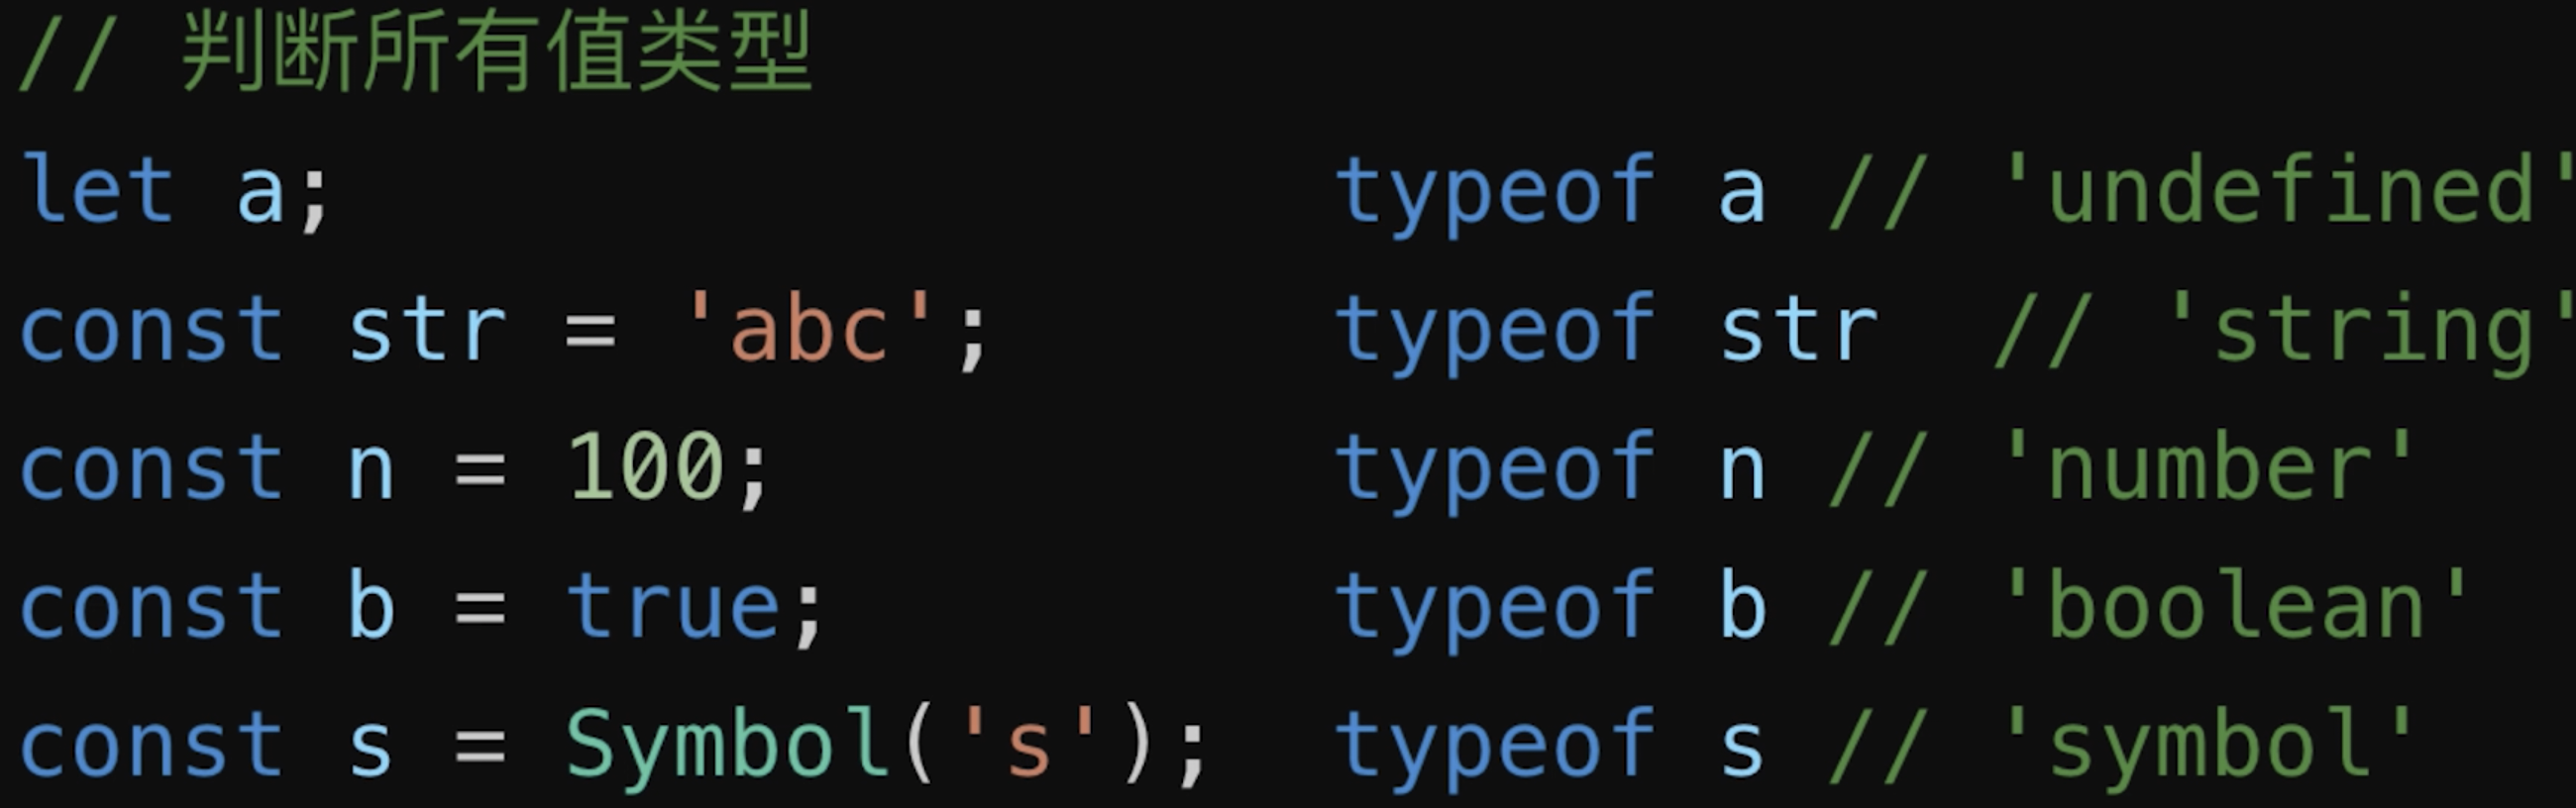 // 判断所有值类型
let a; typeof a // 'undefined'
const str = 'abc'; typeof str // 'string'
const n = 100; typeof n // 'number'
const b = true; typeof b // 'boolean'
const s = Symbol('s'); typeof s // 'symbol'